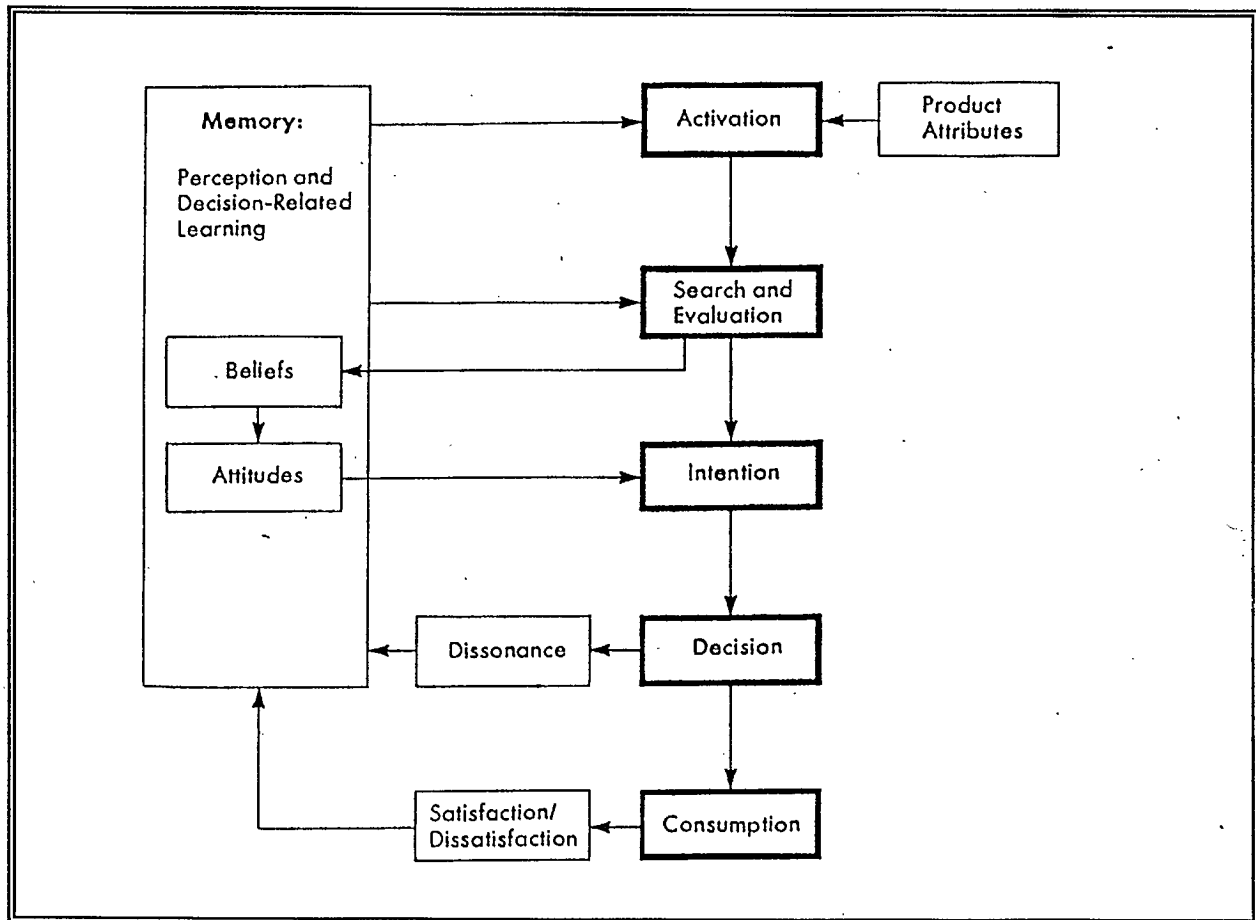 Memory:
Perception and
Decision-Related
Learning
Beliefs
Attitudes
Activation
Product
Attributes
Search and
Evaluation
Intention
Dissonance
Decision
Satisfaction/
Dissatisfaction
Consumption